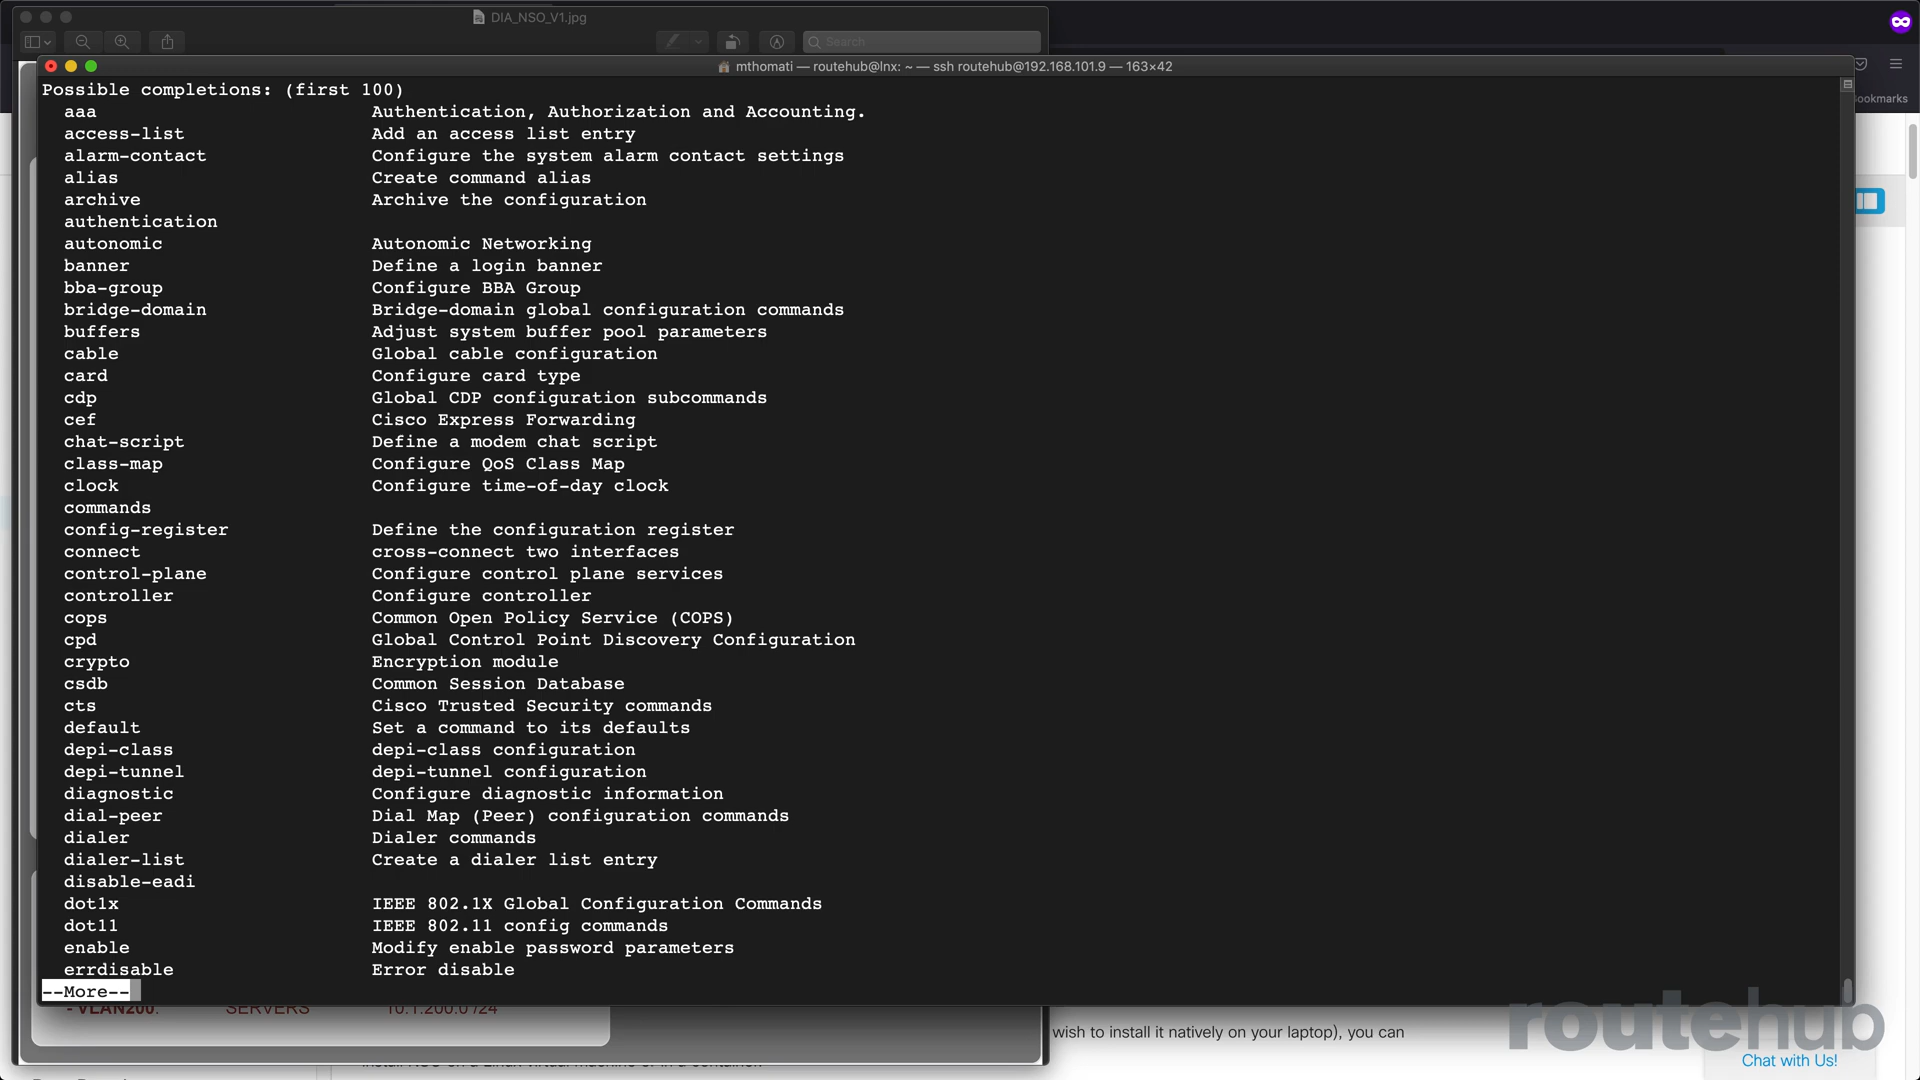 DIA_NSO_V1.jpg
Search
mthomati — routehub@lnx: ~ — ssh routehub@192.168.101.9 — 163×42
ookmarks
Possible completions: (first 100)
aaa Authentication, Authorization and Accounting.
access-list Add an access list entry
alarm-contact Configure the system alarm contact settings
alias Create command alias
archive Archive the configuration
authentication
autonomic Autonomic Networking
banner Define a login banner
bba-group Configure BBA Group
bridge-domain Bridge-domain global configuration commands
buffers Adjust system buffer pool parameters
cable Global cable configuration
card Configure card type
cdp Global CDP configuration subcommands
cef Cisco Express Forwarding
chat-script Define a modem chat script
class-map Configure QoS Class Map
clock Configure time-of-day clock
commands
config-register Define the configuration register
connect cross-connect two interfaces
control-plane Configure control plane services
controller Configure controller
cops Common Open Policy Service (COPS)
cpd Global Control Point Discovery Configuration
crypto Encryption module
csdb Common Session Database
cts Cisco Trusted Security commands
default Set a command to its defaults
depi-class depi-class configuration
depi-tunnel depi-tunnel configuration
diagnostic Configure diagnostic information
dial-peer Dial Map (Peer) configuration commands
dialer Dialer commands
dialer-list Create a dialer list entry
disable-eadi
dot1x IEEE 802.1X Global Configuration Commands
dot11 IEEE 802.11 config commands
enable Modify enable password parameters
errdisable Error disable
--More--
- VLAN200: SERVERS 10.1.200.0 /24
wish to install it natively on your laptop), you can
routehub
Chat with Us!